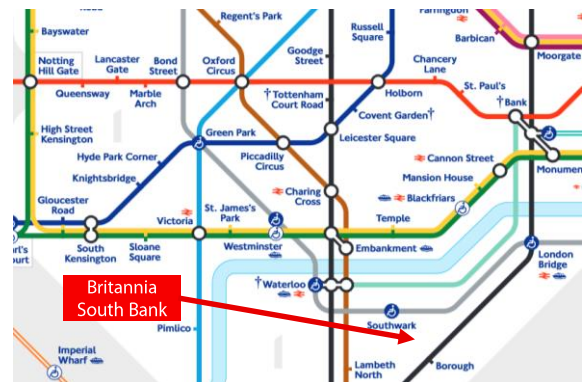 Bayswater
Regent's Park
Russell
Square
Farringdon
Barbican
Moorgate
Notting
Hill Gate
Lancaster
Gate
Bond
Street
Oxford
Circus
Goodge
Street
Chancery
Lane
Queensway
Marble
Arch
†Tottenham
Court Road
Holborn
St. Paul's
†Bank
High Street
Kensington
Green Park
Covent Garden†
Leicester Square
Hyde Park Corner
Piccadilly
Circus
Cannon Street
Monument
Knightsbridge
Mansion House
Gloucester
Road
Victoria
St. James's
Park
Charing
Cross
Blackfriars
Temple
South
Kensington
Sloane
Square
Westminster
Embankment
London
Bridge
Britannia
South Bank
†Waterloo
Southwark
Pimlico
Imperial
Wharf
Lambeth
North
Borough